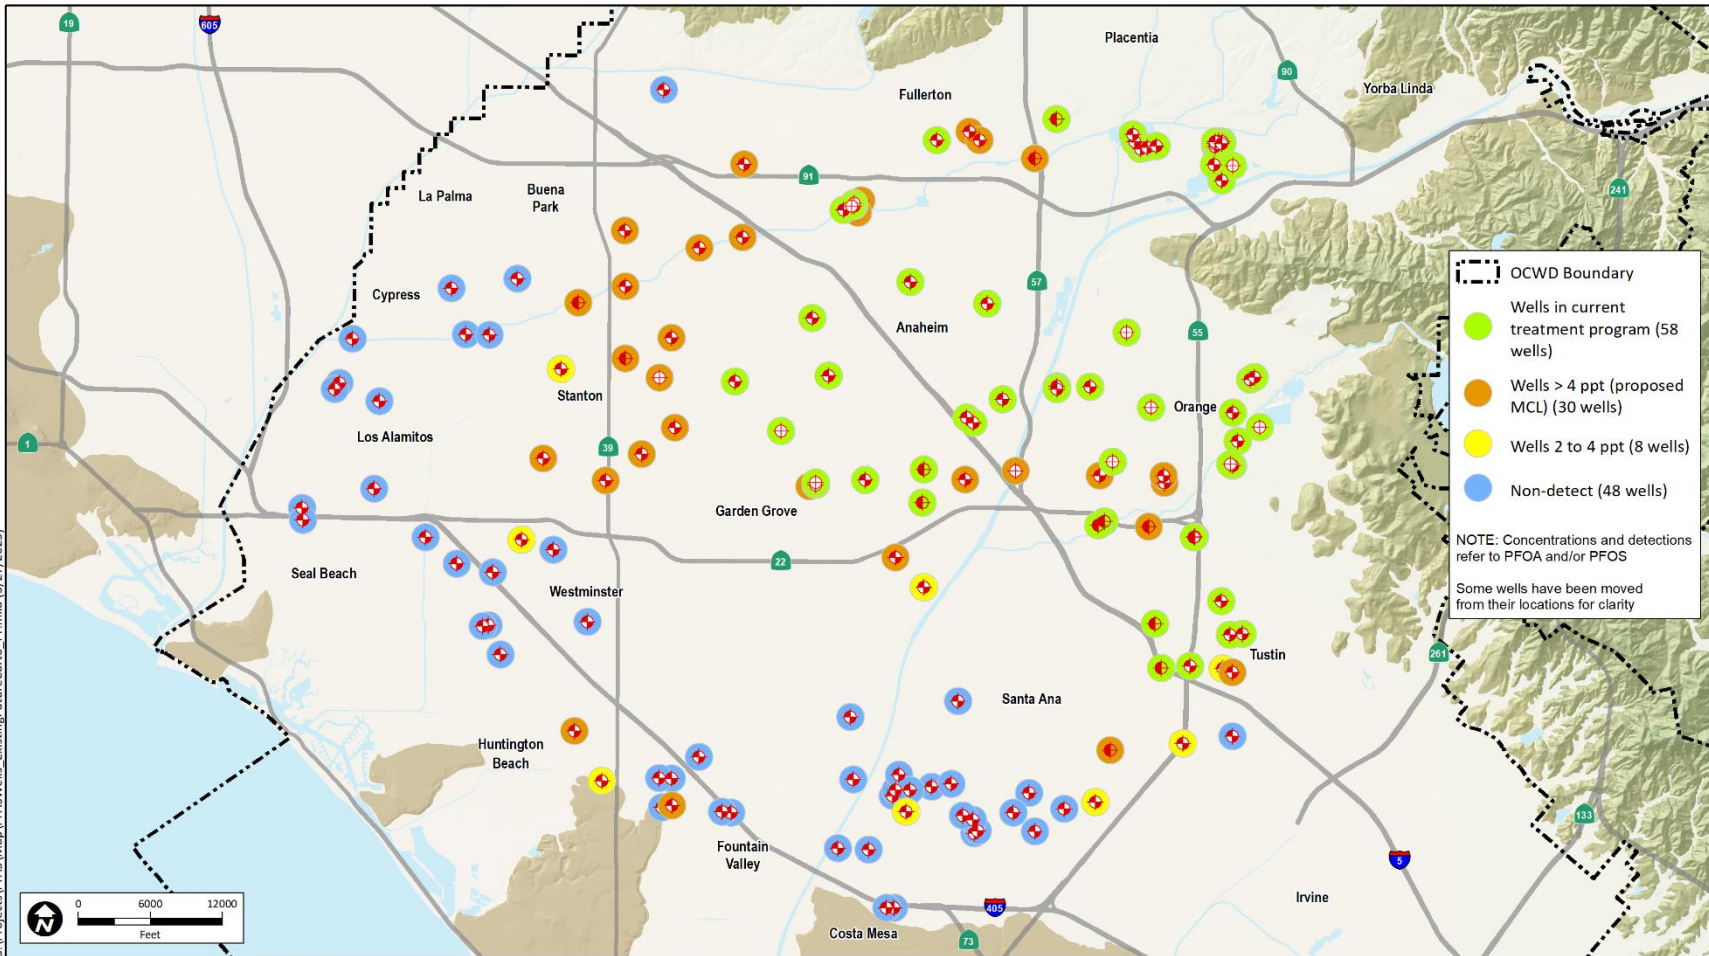 19
605
Placentia
90
Yorba Linda
Fullerton
91
241
La Palma
Buena
Park
Cypress
57
Anaheim
55
Stanton
Orange
Los Alamitos
1
39
Garden Grove
22
Seal Beach
Westminster
Tustin
261
Santa Ana
Huntington
Beach
Fountain
Valley
133
5
Irvine
405
Costa Mesa
73
OCWD Boundary
Wells in current
treatment program (58
wells)
Wells > 4 ppt (proposed
MCL) (30 wells)
Wells 2 to 4 ppt (8 wells)
Non-detect (48 wells)
NOTE: Concentrations and detections
refer to PFOA and/or PFOS
Some wells have been moved
from their locations for clarity
N
0 6000 12000
Feet